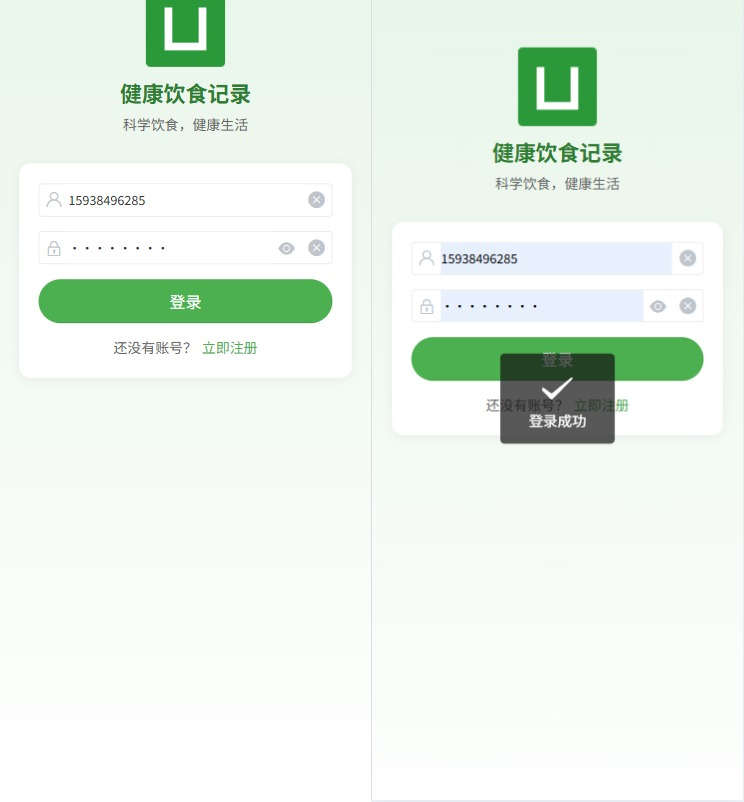 健康饮食记录
科学饮食，健康生活
15938496285
登录
还没有账号？ 立即注册
健康饮食记录
科学饮食，健康生活
15938496285
登录
还没有账号？ 立即注册
登录成功